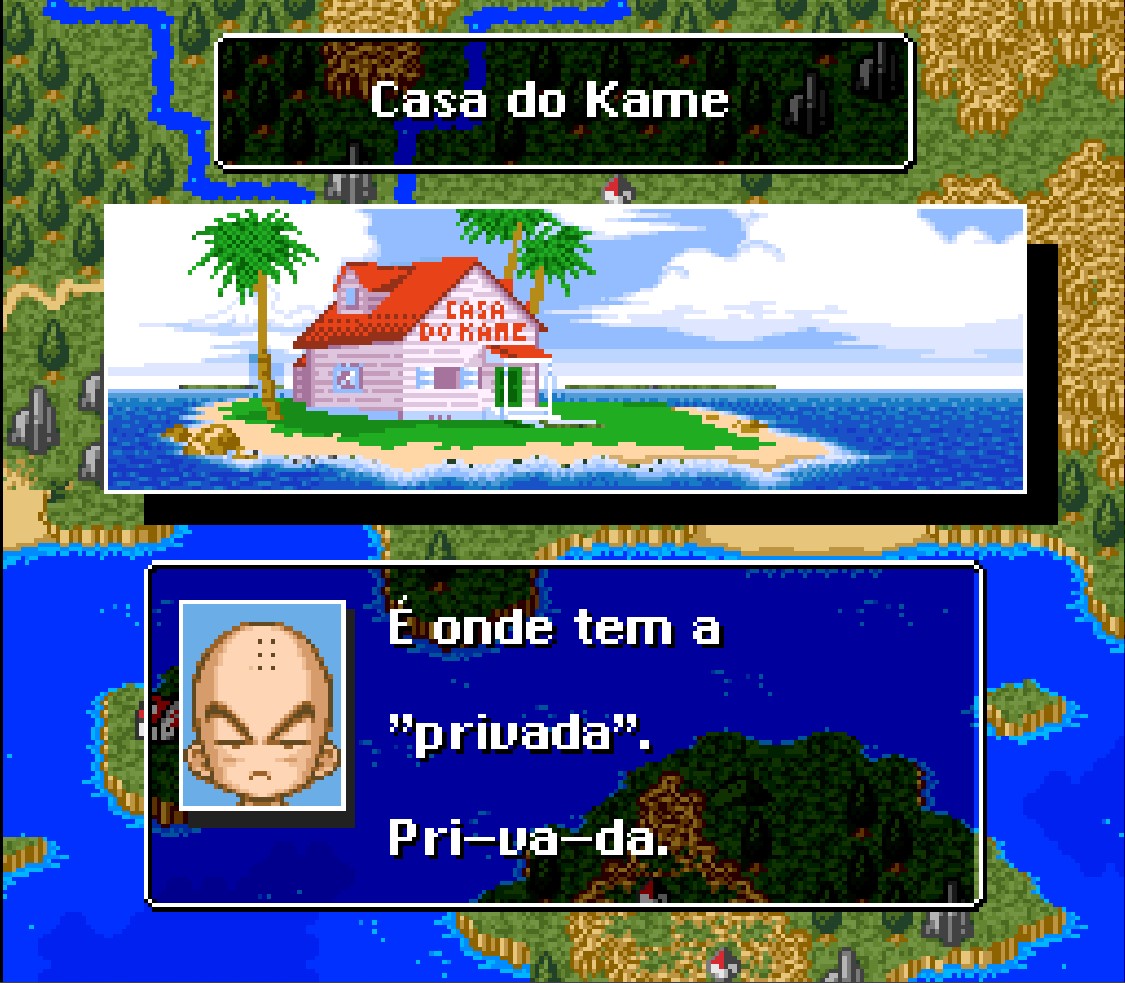 Casa do Kame
CASA
DO KAME
É onde tem a
"privada".
Pri-va-da.